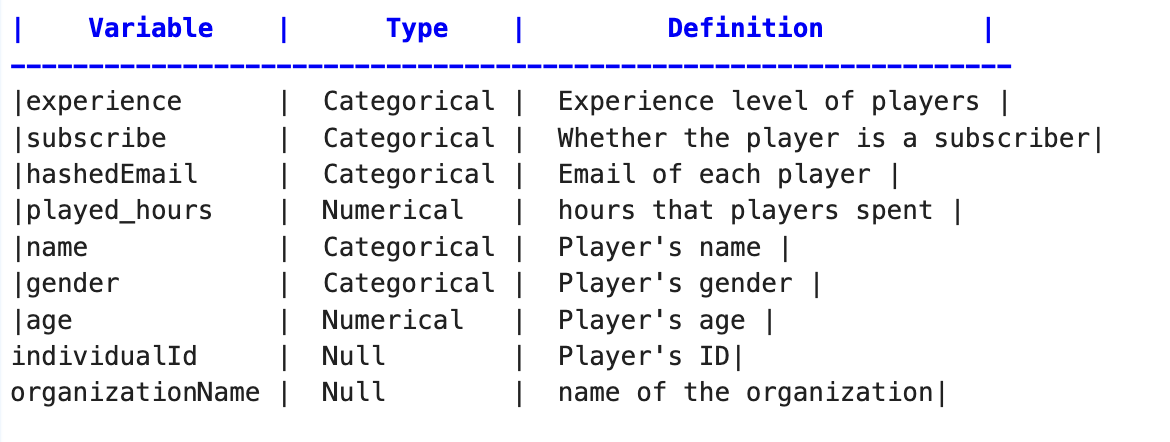 |    Variable    |      Type    |         Definition          |
----------------------------------------------------------------
|experience      |  Categorical |  Experience level of players |
|subscribe       |  Categorical |  Whether the player is a subscriber|
|hashedEmail     |  Categorical |  Email of each player |
|played_hours    |  Numerical   |  hours that players spent |
|name            |  Categorical |  Player's name |
|gender          |  Categorical |  Player's gender |
|age             |  Numerical   |  Player's age |
individualId     |  Null        |  Player's ID|
organizationName |  Null        |  name of the organization|